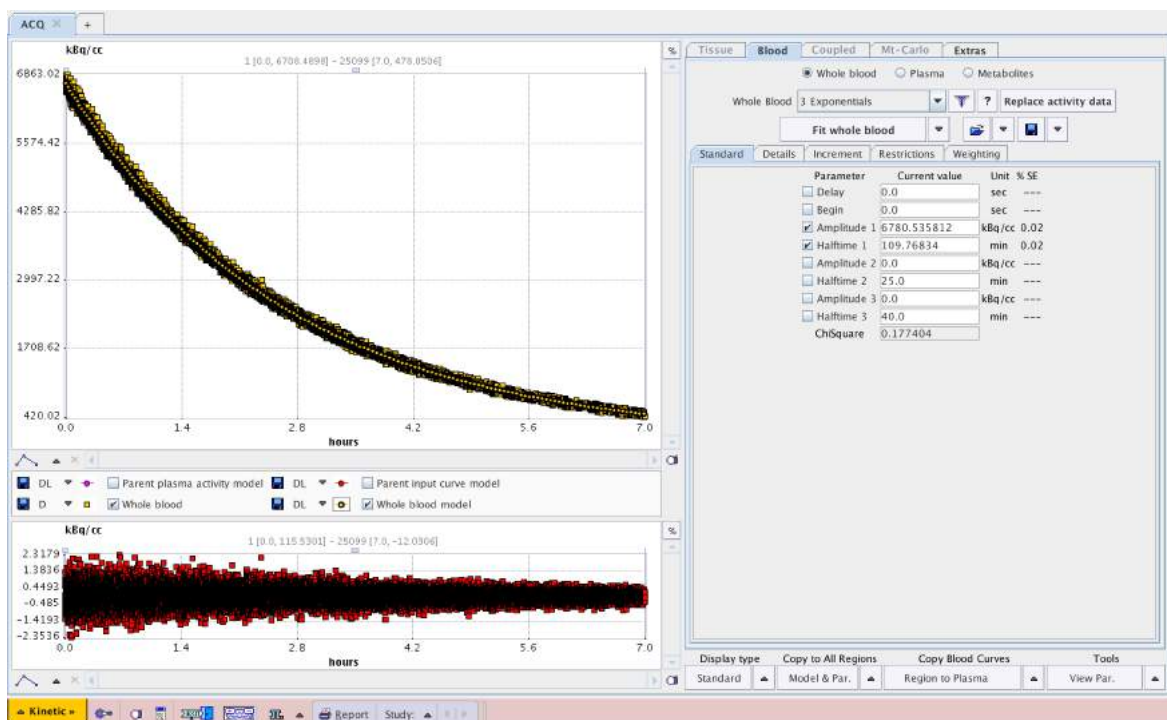 ACQ +
kBq/cc
1 [0.0, 6708.4898] - 25099 [7.0, 478.0506]
6863.02
5574.42
4285.82
2997.22
1708.62
420.02
0.0 1.4 2.8 4.2 5.6 7.0
hours
DL Parent plasma activity model DL Parent input curve model
D Whole blood DL Whole blood model
kBq/cc
1 [0.0, 115.5301] - 25099 [7.0, -12.0306]
2.3179
1.3836
0.4493
-0.485
-1.4193
-2.3536
0.0 1.4 2.8 4.2 5.6 7.0
hours
% 
%
Tissue Blood Coupled Mt-Carlo Extras
Whole blood Plasma Metabolites
Whole Blood 3 Exponentials ? Replace activity data
Fit whole blood
Standard Details Increment Restrictions Weighting
Parameter Current value Unit % SE
Delay 0.0 sec ---
Begin 0.0 sec ---
Amplitude 1 6780.535812 kBq/cc 0.02
Halftime 1 109.76834 min 0.02
Amplitude 2 0.0 kBq/cc ---
Halftime 2 25.0 min ---
Amplitude 3 0.0 kBq/cc ---
Halftime 3 40.0 min ---
ChiSquare 0.177404
Display type Copy to All Regions Copy Blood Curves Tools
Standard Model & Par. Region to Plasma View Par.
Kinetic Report Study: